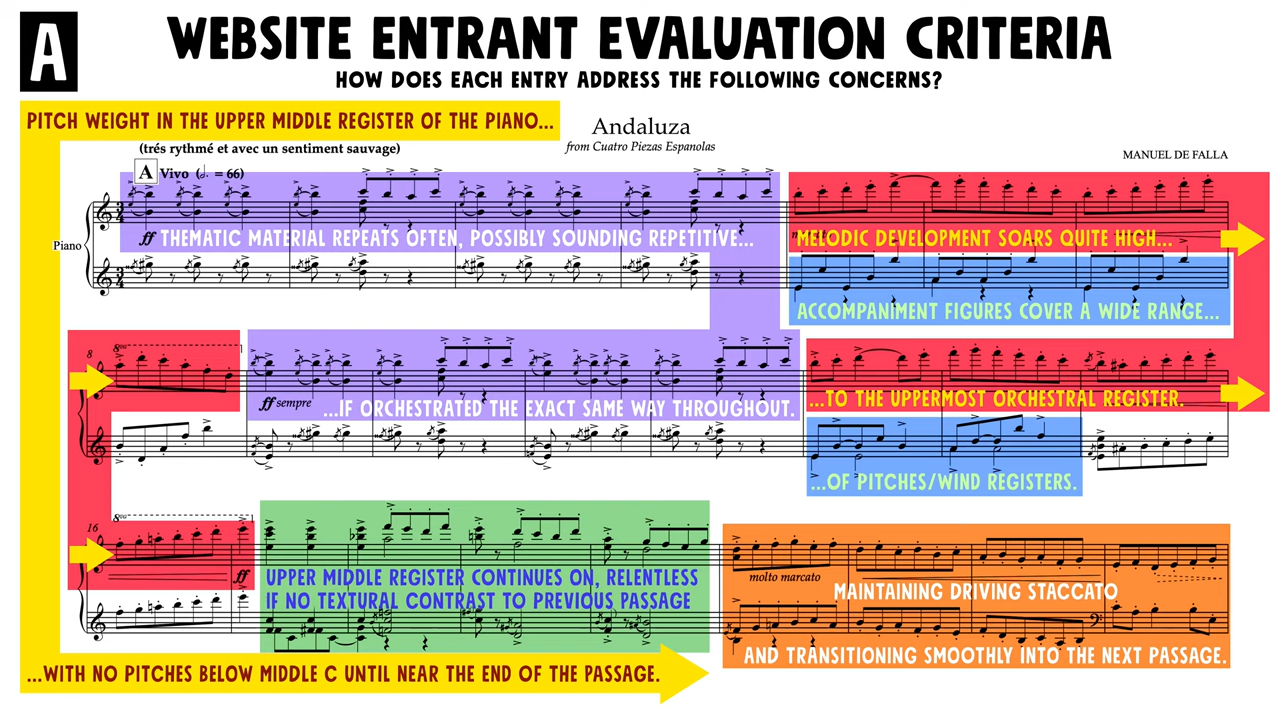 A
WEBSITE ENTRANT EVALUATION CRITERIA
HOW DOES EACH ENTRY ADDRESS THE FOLLOWING CONCERNS?
PITCH WEIGHT IN THE UPPER MIDDLE REGISTER OF THE PIANO...
Andaluza
from Cuatro Piezas Espanolas
(trés rythmé et avec un sentiment sauvage)
MANUEL DE FALLA
A Vivo (𝅗𝅥. = 66)
Piano
ff THEMATIC MATERIAL REPEATS OFTEN, POSSIBLY SOUNDING REPETITIVE...
MELODIC DEVELOPMENT SOARS QUITE HIGH...
ACCOMPANIMENT FIGURES COVER A WIDE RANGE...
8
8va
ff sempre
...IF ORCHESTRATED THE EXACT SAME WAY THROUGHOUT.
...TO THE UPPERMOST ORCHESTRAL REGISTER.
...OF PITCHES/WIND REGISTERS.
16
8va
ff
UPPER MIDDLE REGISTER CONTINUES ON, RELENTLESS
IF NO TEXTURAL CONTRAST TO PREVIOUS PASSAGE
molto marcato
MAINTAINING DRIVING STACCATO
AND TRANSITIONING SMOOTHLY INTO THE NEXT PASSAGE.
...WITH NO PITCHES BELOW MIDDLE C UNTIL NEAR THE END OF THE PASSAGE.